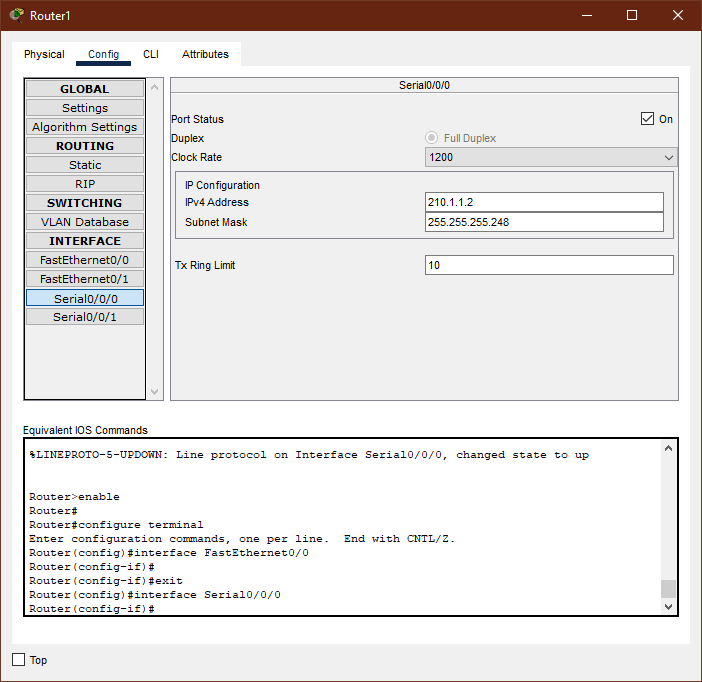 Router1
Physical Config CLI Attributes
GLOBAL
Settings
Algorithm Settings
ROUTING
Static
RIP
SWITCHING
VLAN Database
INTERFACE
FastEthernet0/0
FastEthernet0/1
Serial0/0/0
Serial0/0/1
Serial0/0/0
Port Status On
Duplex Full Duplex
Clock Rate 1200
IP Configuration
IPv4 Address 210.1.1.2
Subnet Mask 255.255.255.248
Tx Ring Limit 10
Equivalent IOS Commands
%LINEPROTO-5-UPDOWN: Line protocol on Interface Serial0/0/0, changed state to up
Router>enable
Router#
Router#configure terminal
Enter configuration commands, one per line.  End with CNTL/Z.
Router(config)#interface FastEthernet0/0
Router(config-if)#
Router(config-if)#exit
Router(config)#interface Serial0/0/0
Router(config-if)#
Top